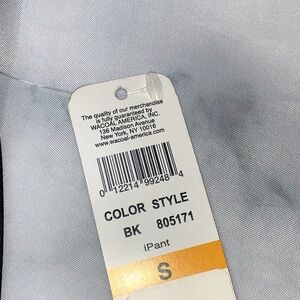 The quality of our merchandise
is fully guaranteed by
WACOAL AMERICA, INC.
136 Madison Avenue
New York, NY 10016
www.wacoal-america.com
0 12214 99248 4
COLOR STYLE
BK 805171
iPant
S